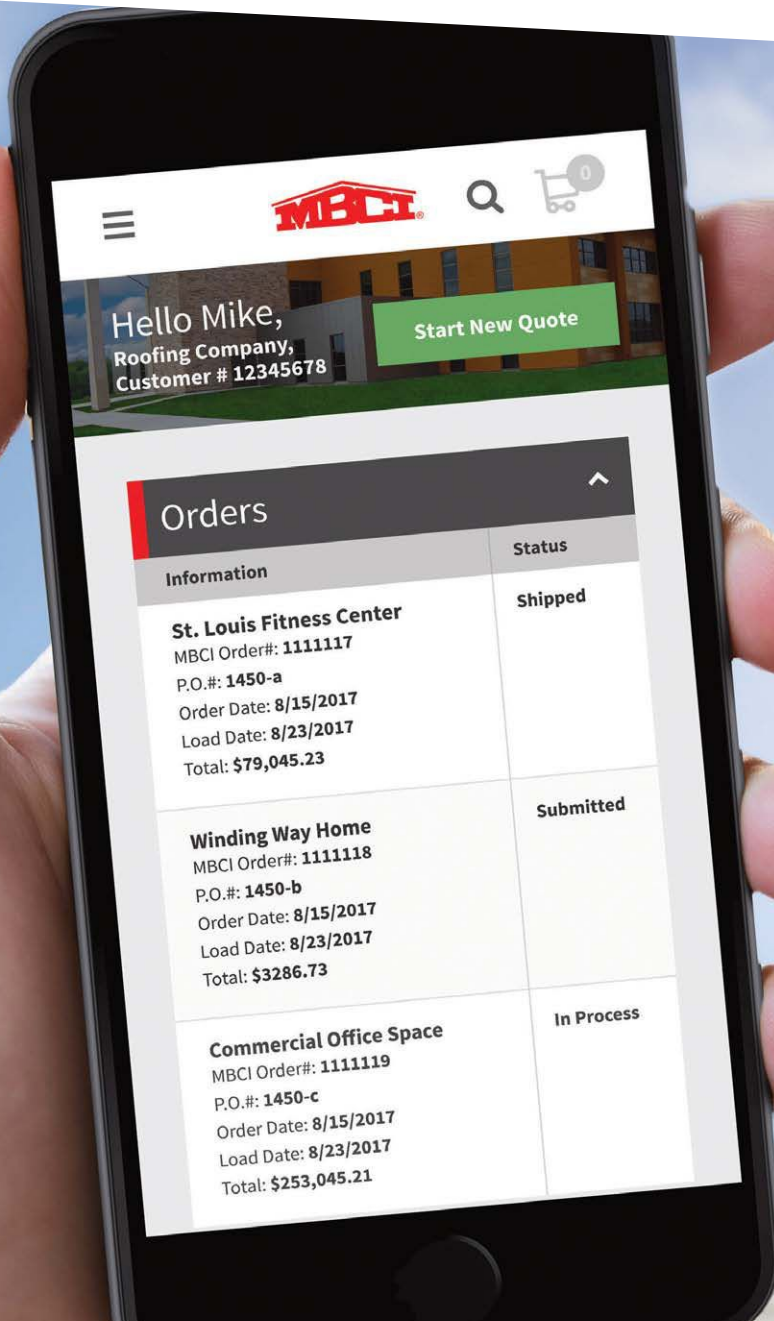 MBCI
0
Hello Mike,
Roofing Company,
Customer # 12345678
Start New Quote
Orders
Information
Status
St. Louis Fitness Center
Shipped
MBCI Order#: 1111117
P.O.#: 1450-a
Order Date: 8/15/2017
Load Date: 8/23/2017
Total: $79,045.23
Winding Way Home
Submitted
MBCI Order#: 1111118
P.O.#: 1450-b
Order Date: 8/15/2017
Load Date: 8/23/2017
Total: $3286.73
Commercial Office Space
In Process
MBCI Order#: 1111119
P.O.#: 1450-c
Order Date: 8/15/2017
Load Date: 8/23/2017
Total: $253,045.21